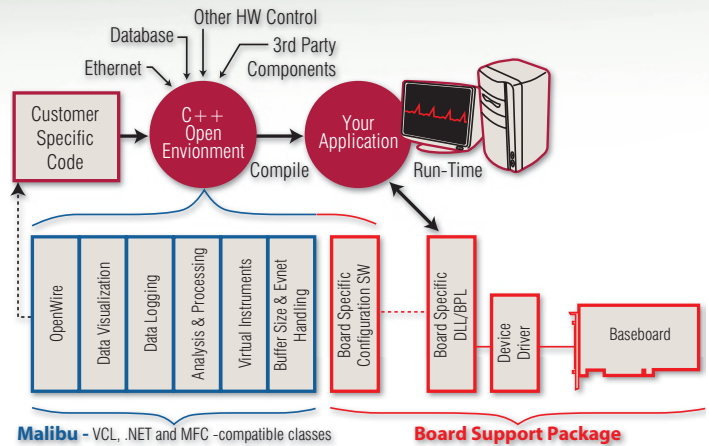 Other HW Control
Database
3rd Party
Components
Ethernet
Customer
Specific
Code
C++
Open
Envionment
Compile
Your
Application
Run-Time
OpenWire
Data Visualization
Data Logging
Analysis & Processing
Virtual Instruments
Buffer Size & Evnet
Handling
Board Specific
Configuration SW
Board Specific
DLL/BPL
Device
Driver
Baseboard
Malibu - VCL, .NET and MFC -compatible classes
Board Support Package